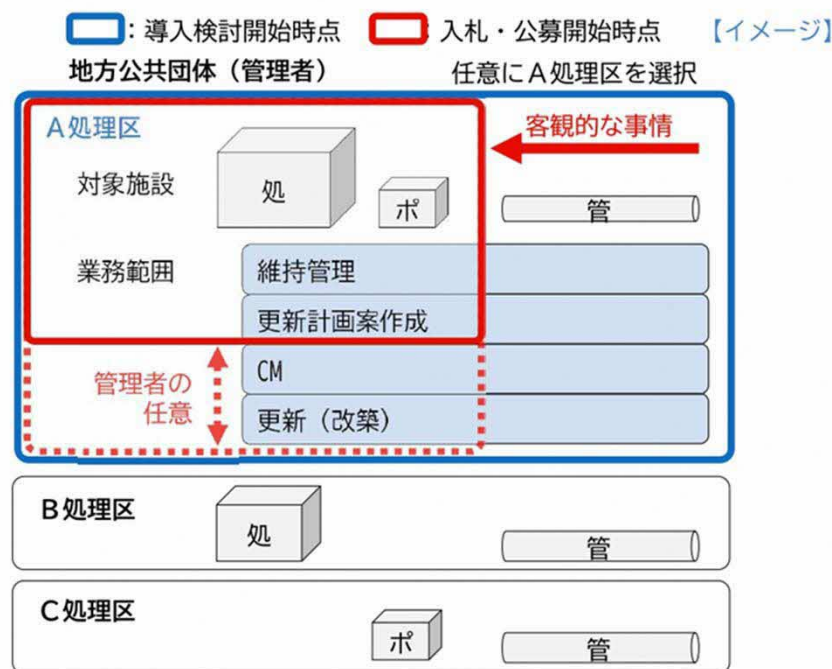 ：導入検討開始時点 ：入札・公募開始時点 【イメージ】
地方公共団体（管理者） 任意にA処理区を選択
A処理区 客観的な事情
対象施設 処 ポ 管
業務範囲 維持管理
更新計画案作成
管理者の CM
任意 更新（改築）
B処理区 処 管
C処理区 ポ 管